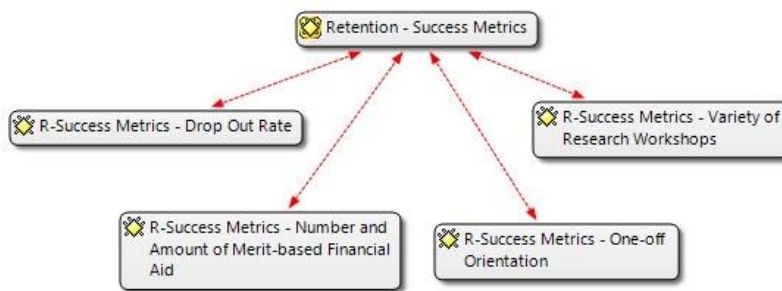 Retention - Success Metrics
R-Success Metrics - Drop Out Rate
R-Success Metrics - Variety of
Research Workshops
R-Success Metrics - Number and
Amount of Merit-based Financial
Aid
R-Success Metrics - One-off
Orientation